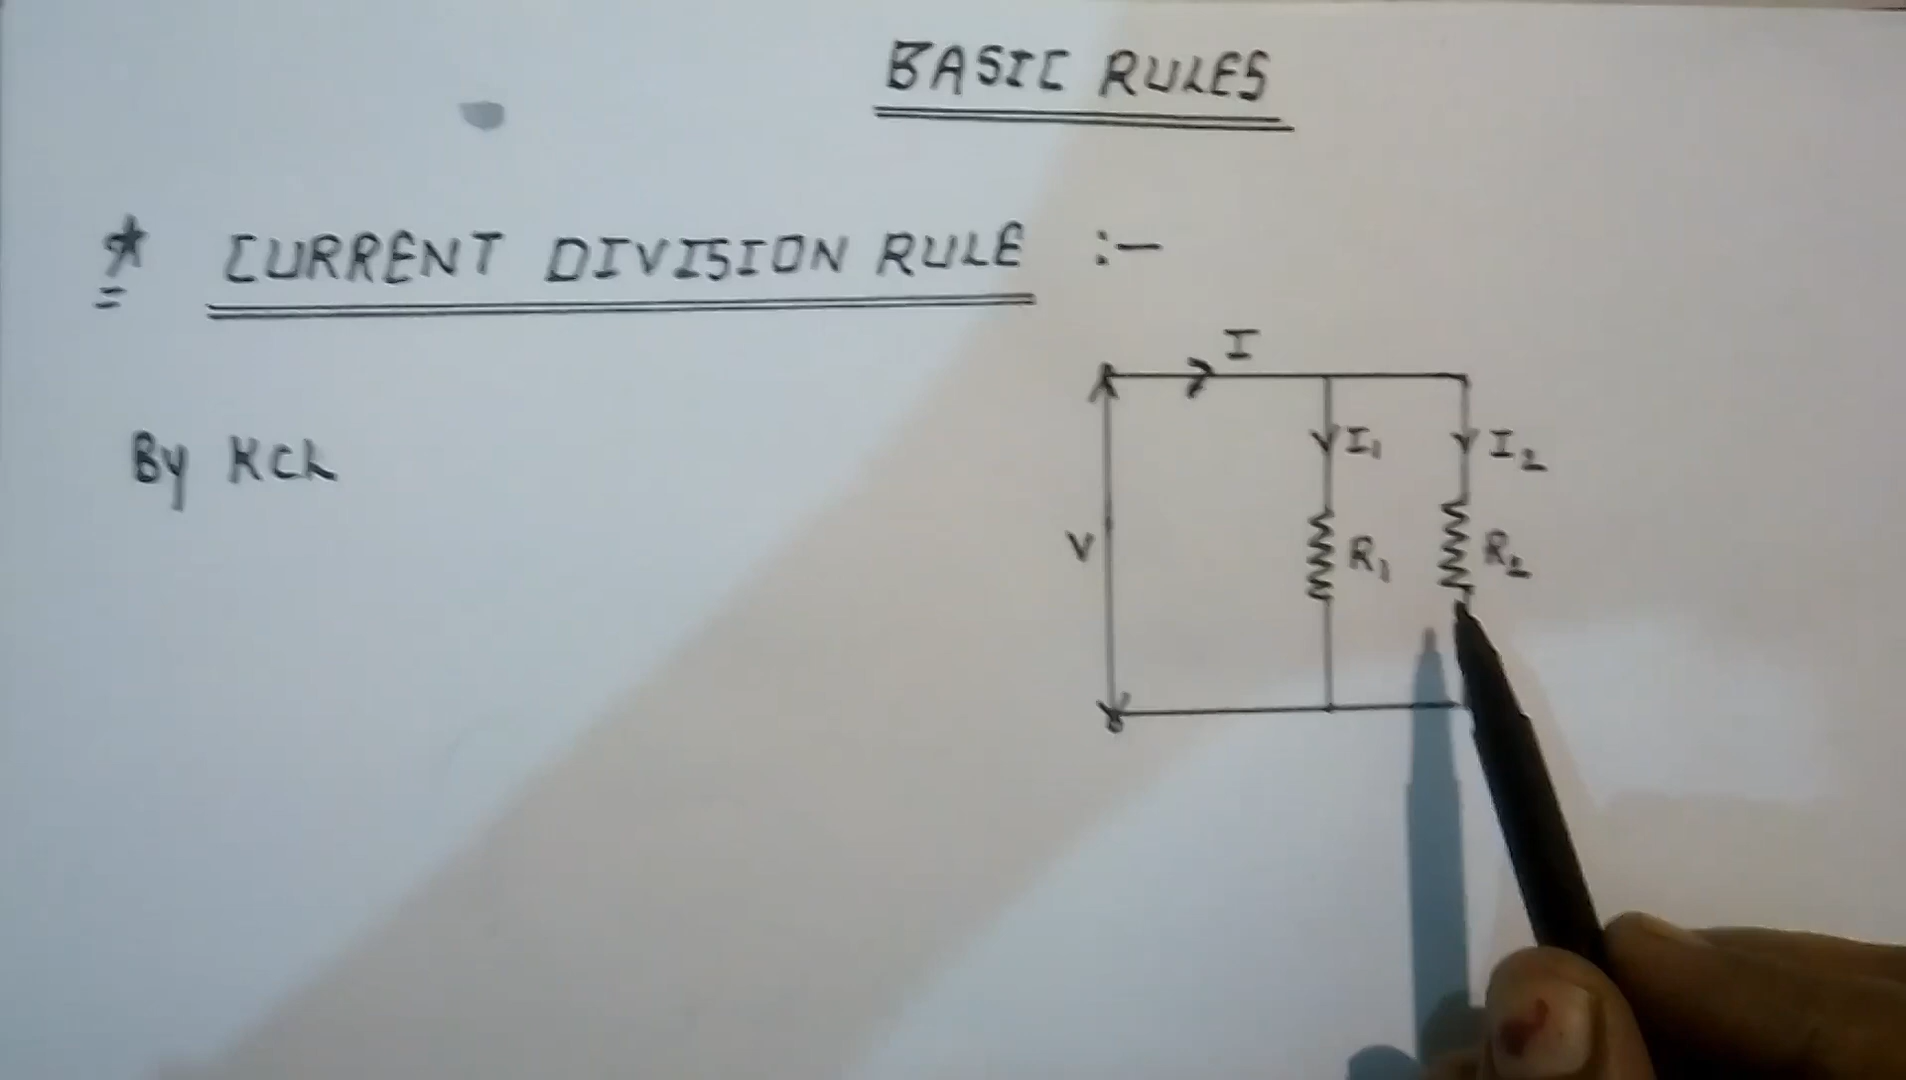 BASIC RULES
* CURRENT DIVISION RULE :-
I
By KCL
I₁ I₂
V R₁ R₂